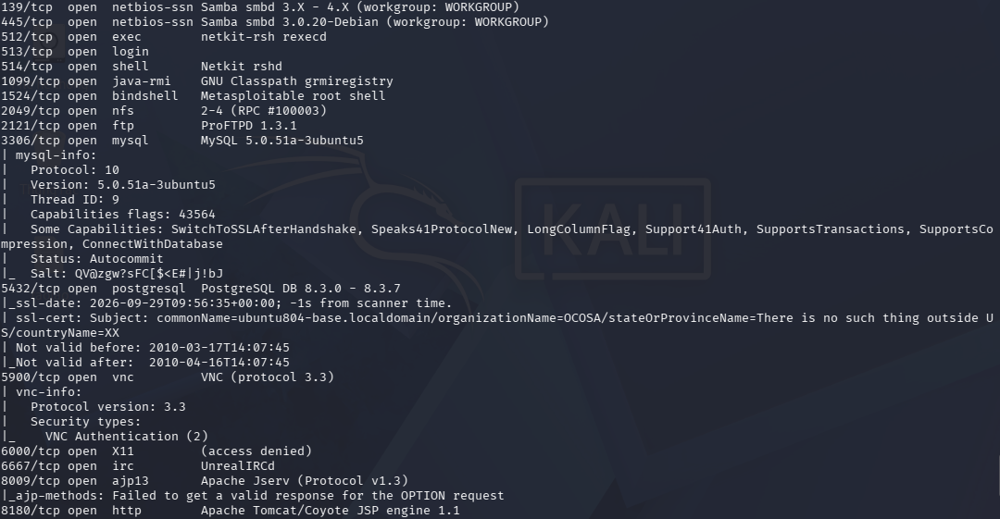 139/tcp  open  netbios-ssn Samba smbd 3.X - 4.X (workgroup: WORKGROUP)
445/tcp  open  netbios-ssn Samba smbd 3.0.20-Debian (workgroup: WORKGROUP)
512/tcp  open  exec        netkit-rsh rexecd
513/tcp  open  login
514/tcp  open  shell       Netkit rshd
1099/tcp open  java-rmi    GNU Classpath grmiregistry
1524/tcp open  bindshell   Metasploitable root shell
2049/tcp open  nfs         2-4 (RPC #100003)
2121/tcp open  ftp         ProFTPD 1.3.1
3306/tcp open  mysql       MySQL 5.0.51a-3ubuntu5
| mysql-info:
|   Protocol: 10
|   Version: 5.0.51a-3ubuntu5
|   Thread ID: 9
|   Capabilities flags: 43564
|   Some Capabilities: SwitchToSSLAfterHandshake, Speaks41ProtocolNew, LongColumnFlag, Support41Auth, SupportsTransactions, SupportsCo
mpression, ConnectWithDatabase
|   Status: Autocommit
|_  Salt: QV@zgw?sFC[$<E#|j!bJ
5432/tcp open  postgresql  PostgreSQL DB 8.3.0 - 8.3.7
|_ssl-date: 2026-09-29T09:56:35+00:00; -1s from scanner time.
| ssl-cert: Subject: commonName=ubuntu804-base.localdomain/organizationName=OCOSA/stateOrProvinceName=There is no such thing outside U
S/countryName=XX
| Not valid before: 2010-03-17T14:07:45
|_Not valid after:  2010-04-16T14:07:45
5900/tcp open  vnc         VNC (protocol 3.3)
| vnc-info:
|   Protocol version: 3.3
|   Security types:
|_    VNC Authentication (2)
6000/tcp open  X11         (access denied)
6667/tcp open  irc         UnrealIRCd
8009/tcp open  ajp13       Apache Jserv (Protocol v1.3)
|_ajp-methods: Failed to get a valid response for the OPTION request
8180/tcp open  http        Apache Tomcat/Coyote JSP engine 1.1
KALI